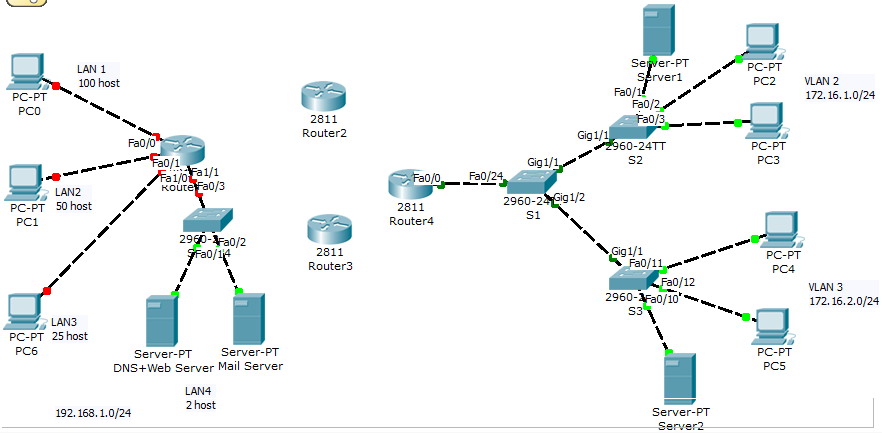 LAN 1
100 host
PC-PT
PC0
Fa0/0
LAN2
50 host
PC-PT
PC1
Fa0/1
Fa1/0
Fa1/1
Fa0/3
LAN3
25 host
PC-PT
PC6
Fa0/2
Server-PT
DNS+Web Server
Server-PT
Mail Server
LAN4
2 host
192.168.1.0/24
2811
Router2
2811
Router3
Fa0/0
2811
Router4
Fa0/24
S1
Gig1/1
Gig1/2
Server-PT
Server1
Fa0/1
Fa0/2
Fa0/3
Gig1/1
2960-24TT
S2
PC-PT
PC2
VLAN 2
172.16.1.0/24
PC-PT
PC3
Gig1/1
Fa0/11
Fa0/12
Fa0/10
S3
PC-PT
PC4
VLAN 3
172.16.2.0/24
PC-PT
PC5
Server-PT
Server2